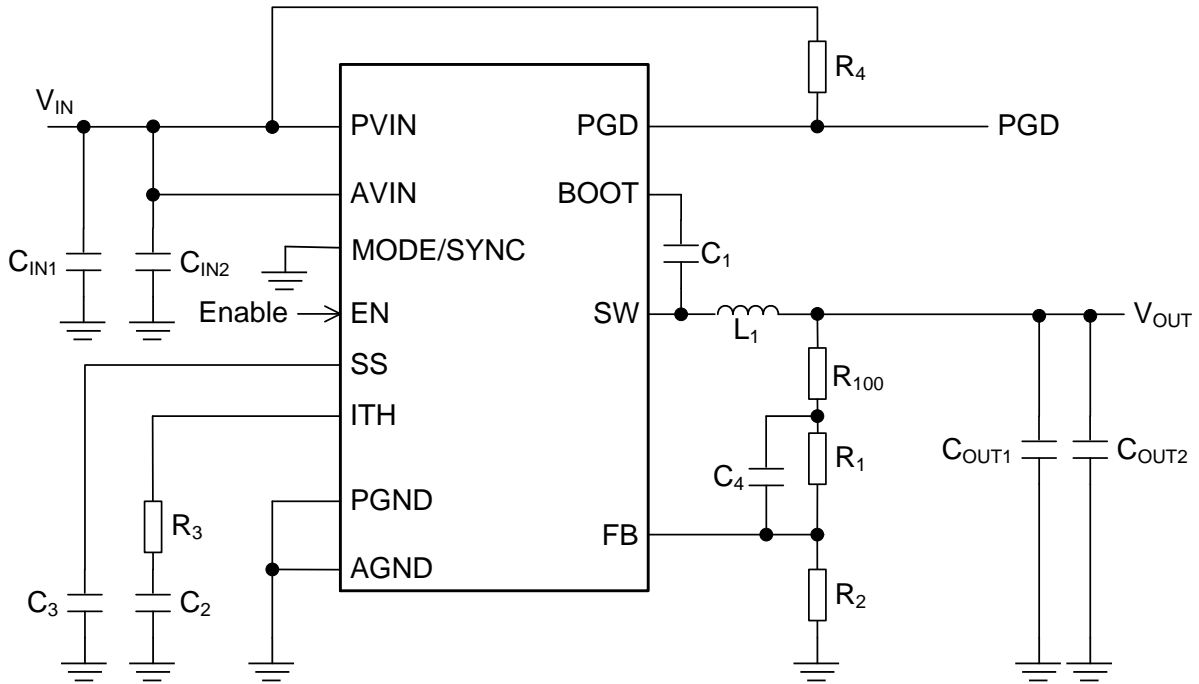 R4
VIN
PVIN
PGD
PGD
AVIN
BOOT
MODE/SYNC
CIN1
CIN2
C1
Enable
EN
SW
L1
VOUT
SS
R100
ITH
C4
R1
COUT1
COUT2
PGND
R3
FB
AGND
C3
C2
R2